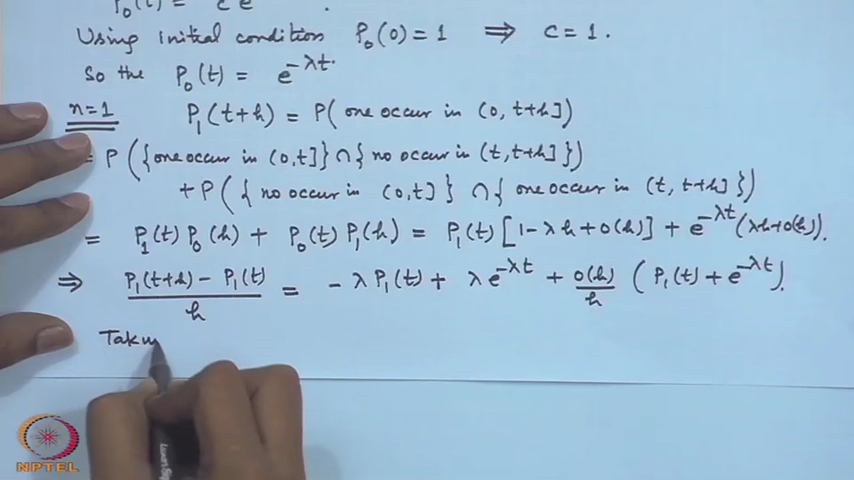 P₀(t) = c e
Using initial condition P₀(0) = 1 ⟹ c = 1.
So the P₀(t) = e^{-λt}.
n=1 P₁(t+h) = P( one occur in (0, t+h])
= P ({one occur in (0,t]} ∩ { no occur in (t, t+h]})
+ P ( { no occur in (0,t] } ∩ { one occur in (t, t+h] })
= P₁(t) P₀(h) + P₀(t) P₁(h) = P₁(t) [1 - λh + o(h)] + e^{-λt} (λh + o(h)).
⟹ (P₁(t+h) - P₁(t))/h = - λ P₁(t) + λ e^{-λt} + o(h)/h ( P₁(t) + e^{-λt}).
Takin
NPTEL